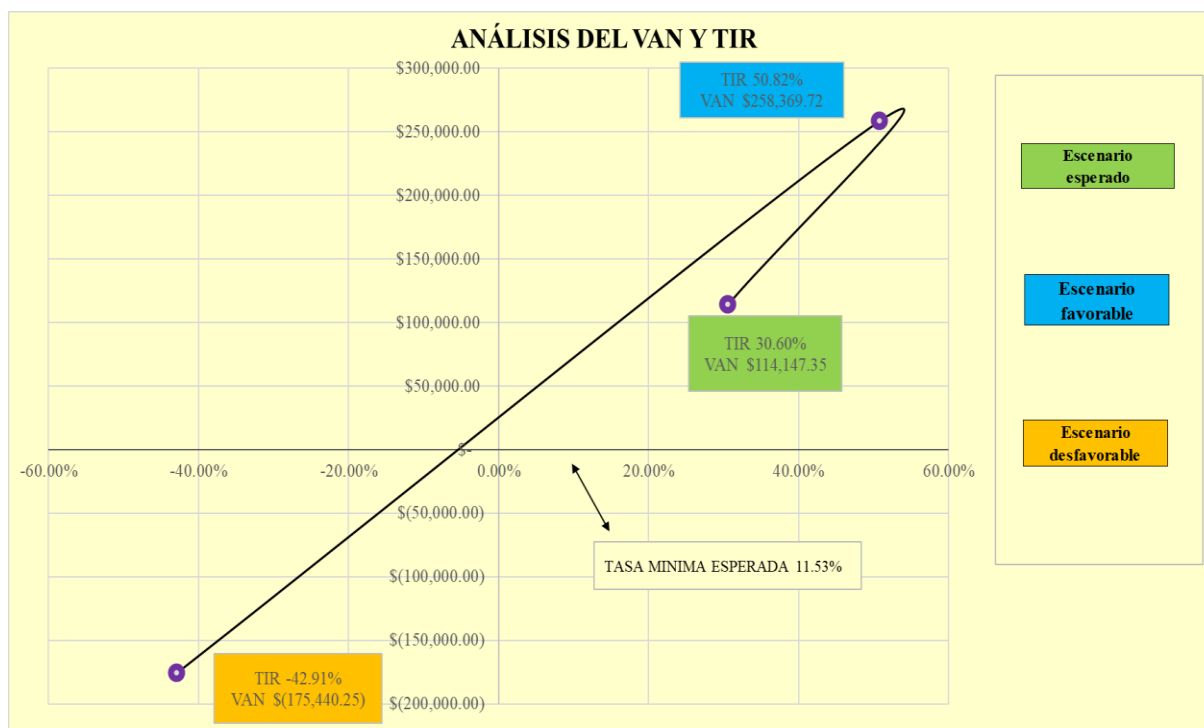 ANÁLISIS DEL VAN Y TIR
$300,000.00
$250,000.00
$200,000.00
$150,000.00
$100,000.00
$50,000.00
$-
$(50,000.00)
$(100,000.00)
$(150,000.00)
$(200,000.00)
-60.00%
-40.00%
-20.00%
0.00%
20.00%
40.00%
60.00%
TIR 50.82%
VAN $258,369.72
TIR 30.60%
VAN $114,147.35
TASA MINIMA ESPERADA 11.53%
TIR -42.91%
VAN $(175,440.25)
Escenario
esperado
Escenario
favorable
Escenario
desfavorable